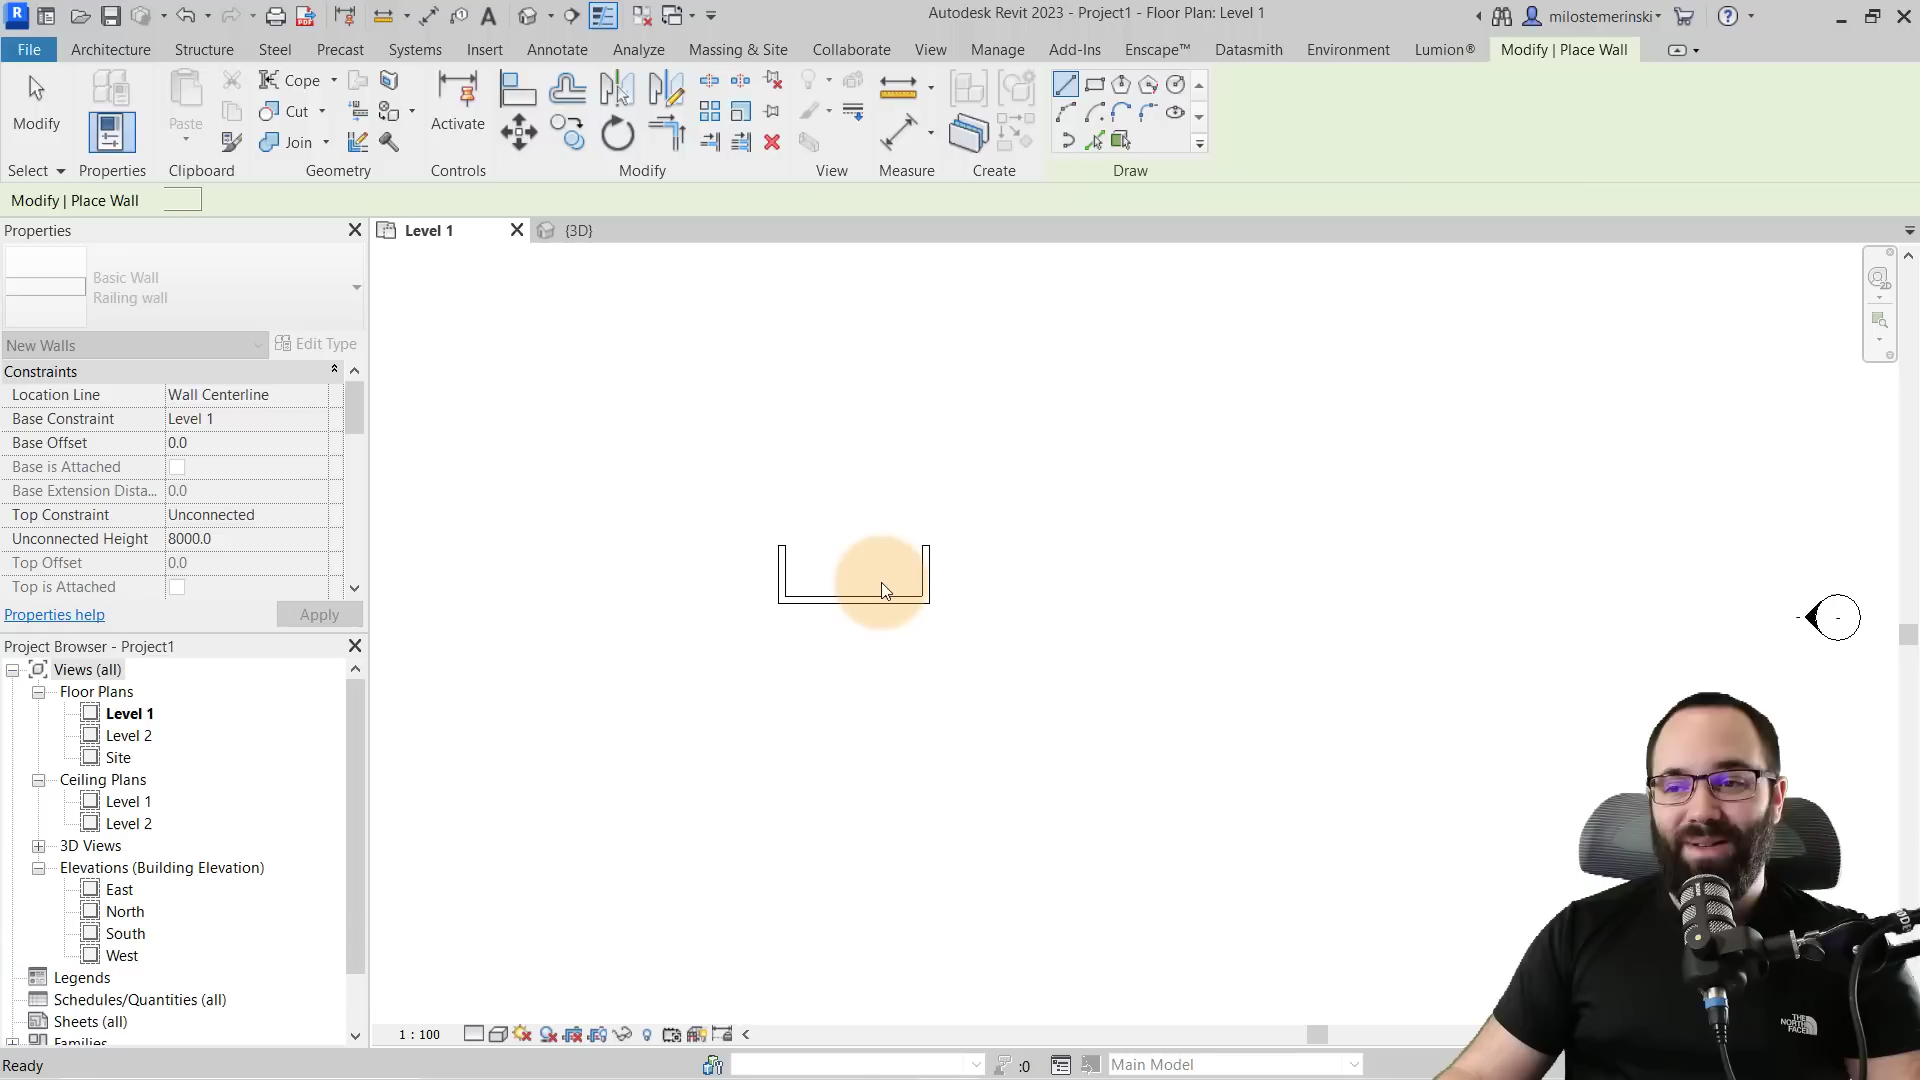 Autodesk Revit 2023 - Project1 - Floor Plan: Level 1
milostemerinski
File
Architecture
Structure
Steel
Precast
Systems
Insert
Annotate
Analyze
Massing & Site
Collaborate
View
Manage
Add-Ins
Enscape™
Datasmith
Environment
Lumion®
Modify | Place Wall
Modify
Paste
Cope
Cut
Join
Activate
Select
Properties
Clipboard
Geometry
Controls
Modify
View
Measure
Create
Draw
Modify | Place Wall
Properties
Level 1
{3D}
Basic Wall
Railing wall
New Walls
Edit Type
Constraints
Location Line Wall Centerline
Base Constraint Level 1
Base Offset 0.0
Base is Attached
Base Extension Dista... 0.0
Top Constraint Unconnected
Unconnected Height 8000.0
Top Offset 0.0
Top is Attached
Properties help
Apply
Project Browser - Project1
Views (all)
Floor Plans
Level 1
Level 2
Site
Ceiling Plans
Level 1
Level 2
3D Views
Elevations (Building Elevation)
East
North
South
West
Legends
Schedules/Quantities (all)
Sheets (all)
Families
1 : 100
Ready
:0
Main Model
2D
THE
NORTH
FACE